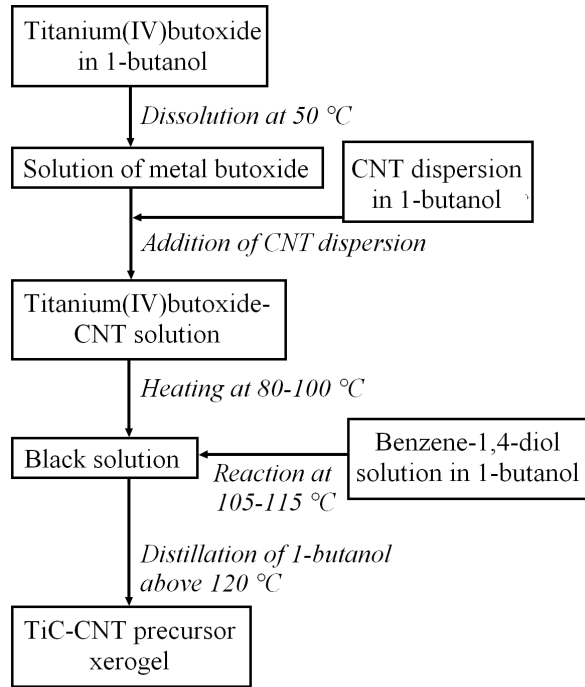 Titanium(IV)butoxide
in 1-butanol
Dissolution at 50 °C
Solution of metal butoxide
CNT dispersion
in 1-butanol
Addition of CNT dispersion
Titanium(IV)butoxide-
CNT solution
Heating at 80-100 °C
Black solution
Benzene-1,4-diol
solution in 1-butanol
Reaction at
105-115 °C
Distillation of 1-butanol
above 120 °C
TiC-CNT precursor
xerogel